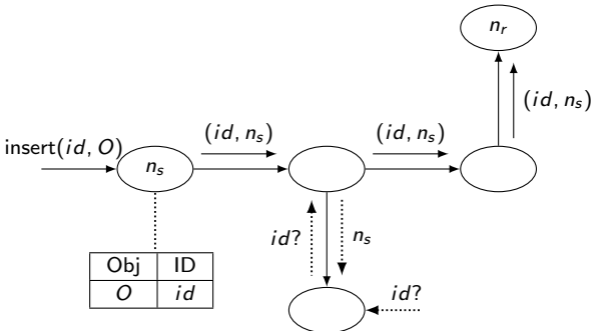 n_r
(id, n_s)
insert(id, O)
n_s
(id, n_s)
(id, n_s)
id?
n_s
Obj ID
O id
id?